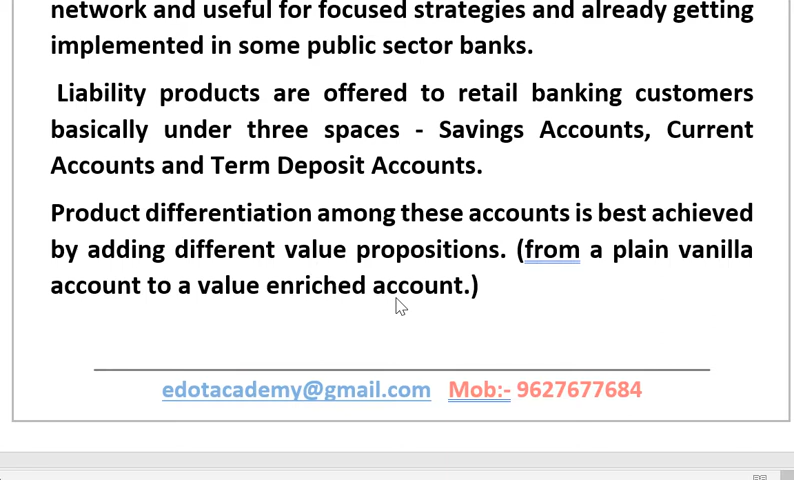 network and useful for focused strategies and already getting
implemented in some public sector banks.
Liability products are offered to retail banking customers
basically under three spaces - Savings Accounts, Current
Accounts and Term Deposit Accounts.
Product differentiation among these accounts is best achieved
by adding different value propositions. (from a plain vanilla
account to a value enriched account.)
edotacademy@gmail.com Mob:- 9627677684